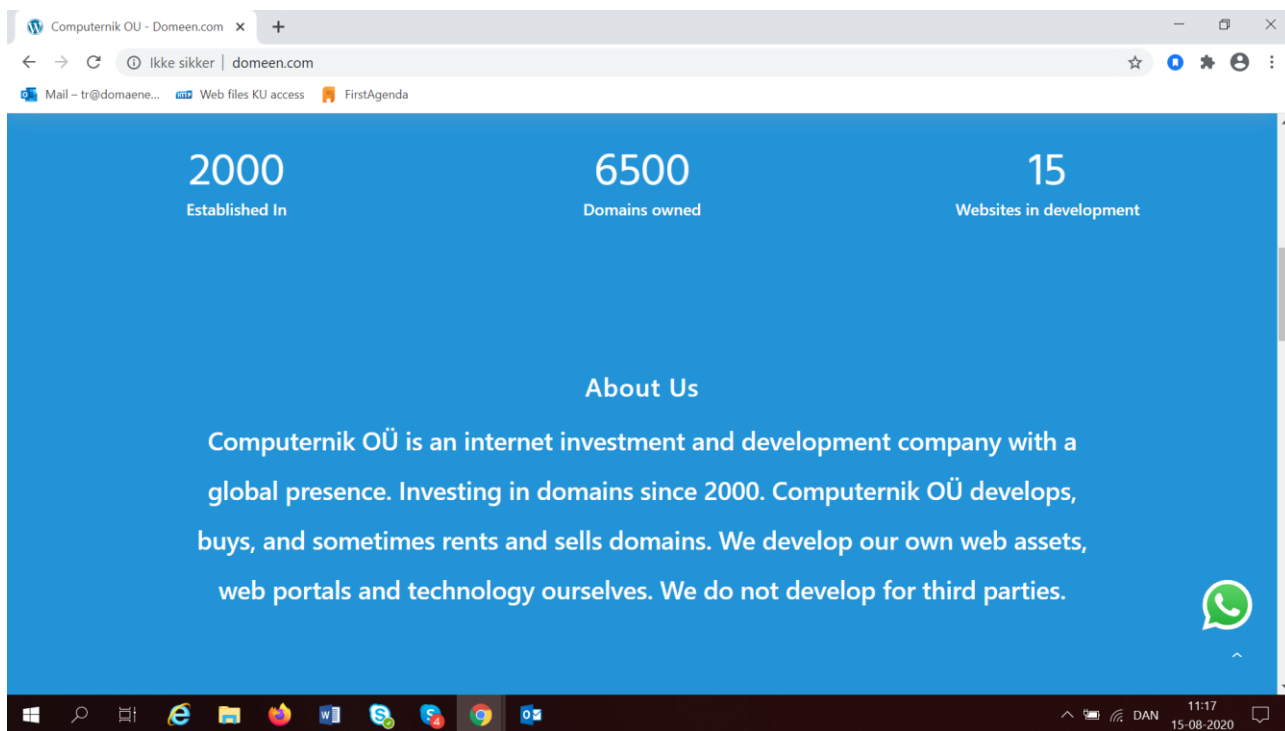 Computernik OU - Domeen.com
Ikke sikker | domeen.com
Mail – tr@domaene... Web files KU access FirstAgenda
2000 6500 15
Established In Domains owned Websites in development
About Us
Computernik OÜ is an internet investment and development company with a
global presence. Investing in domains since 2000. Computernik OÜ develops,
buys, and sometimes rents and sells domains. We develop our own web assets,
web portals and technology ourselves. We do not develop for third parties.
DAN 11:17
15-08-2020